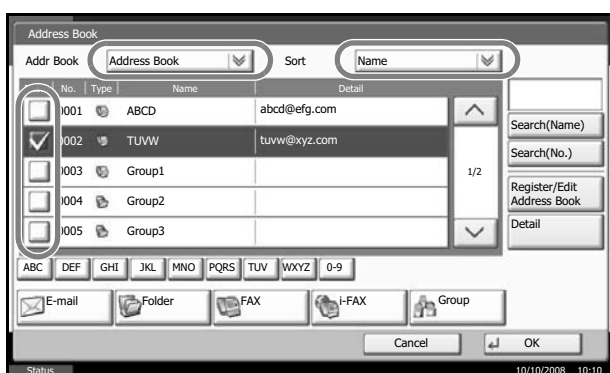 Address Book
Addr Book Address Book Sort Name
No. Type Name Detail
0001 ABCD abcd@efg.com
0002 TUVW tuvw@xyz.com
0003 Group1
0004 Group2
0005 Group3
1/2
Search(Name)
Search(No.)
Register/Edit
Address Book
Detail
ABC DEF GHI JKL MNO PQRS TUV WXYZ 0-9
E-mail Folder FAX i-FAX Group
Cancel OK
Status 10/10/2008 10:10